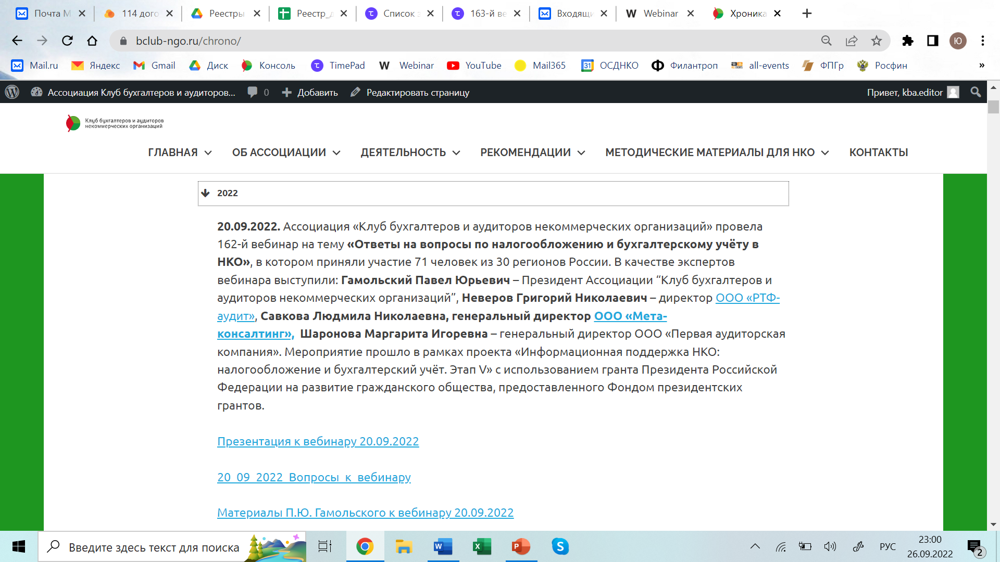 Почта М
114 дого
Реестры
Реестр_д
Список з
163-й ве
Входящи
Webinar
Хроника
bclub-ngo.ru/chrono/
Ю
Mail.ru
Яндекс
Gmail
Диск
Консоль
TimePad
Webinar
YouTube
Mail365
31
ОСДНКО
Филантроп
all-events
ФПГр
Росфин
»
Ассоциация Клуб бухгалтеров и аудиторов...
0
Добавить
Редактировать страницу
Привет, kba.editor
Клуб бухгалтеров и аудиторов
некоммерческих организаций
ГЛАВНАЯ
ОБ АССОЦИАЦИИ
ДЕЯТЕЛЬНОСТЬ
РЕКОМЕНДАЦИИ
МЕТОДИЧЕСКИЕ МАТЕРИАЛЫ ДЛЯ НКО
КОНТАКТЫ
2022
20.09.2022. Ассоциация «Клуб бухгалтеров и аудиторов некоммерческих организаций» провела
162-й вебинар на тему «Ответы на вопросы по налогообложению и бухгалтерскому учёту в
НКО», в котором приняли участие 71 человек из 30 регионов России. В качестве экспертов
вебинара выступили: Гамольский Павел Юрьевич – Президент Ассоциации “Клуб бухгалтеров и
аудиторов некоммерческих организаций”, Неверов Григорий Николаевич – директор ООО «РТФ-
аудит», Савкова Людмила Николаевна, генеральный директор ООО «Мета-
консалтинг», Шаронова Маргарита Игоревна – генеральный директор ООО «Первая аудиторская
компания». Мероприятие прошло в рамках проекта «Информационная поддержка НКО:
налогообложение и бухгалтерский учёт. Этап V» с использованием гранта Президента Российской
Федерации на развитие гражданского общества, предоставленного Фондом президентских
грантов.
Презентация к вебинару 20.09.2022
20_09_2022_Вопросы_к_вебинару
Материалы П.Ю. Гамольского к вебинару 20.09.2022
Введите здесь текст для поиска
РУС
23:00
26.09.2022
2